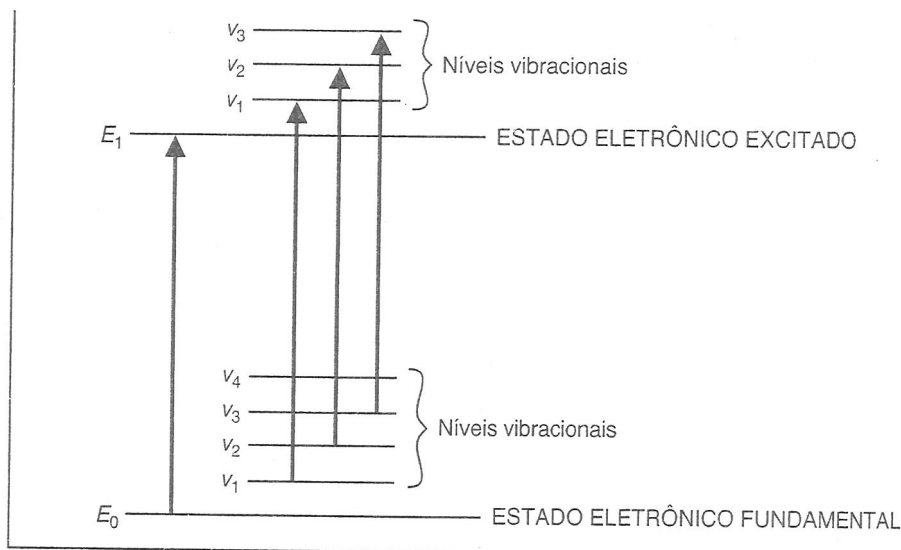 v3
v2 Níveis vibracionais
v1
E1 ESTADO ELETRÔNICO EXCITADO
v4
v3
v2 Níveis vibracionais
v1
E0 ESTADO ELETRÔNICO FUNDAMENTAL